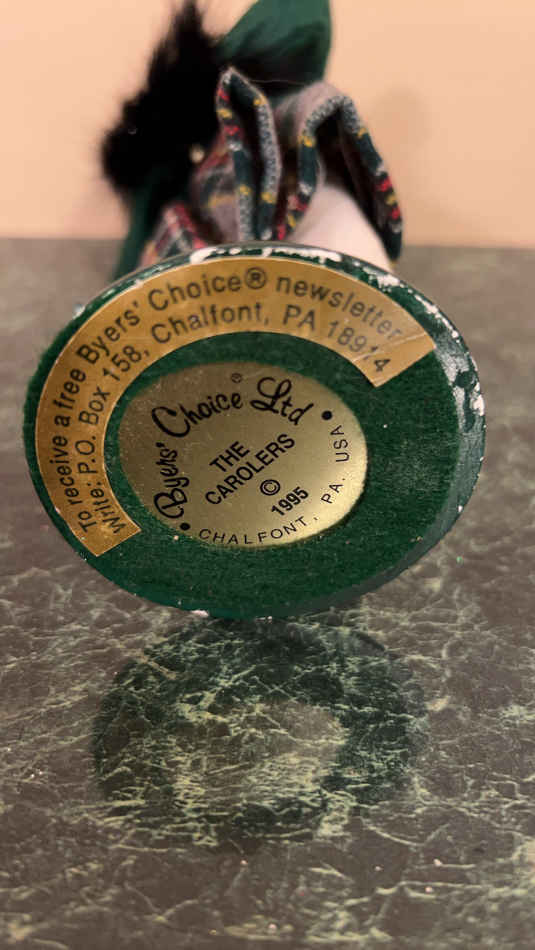 To receive a free Byers' Choice® newsletter
Write: P.O. Box 158, Chalfont, PA 18914
Byers' Choice® Ltd
THE
CAROLERS
©
1995
• CHALFONT, PA. USA •